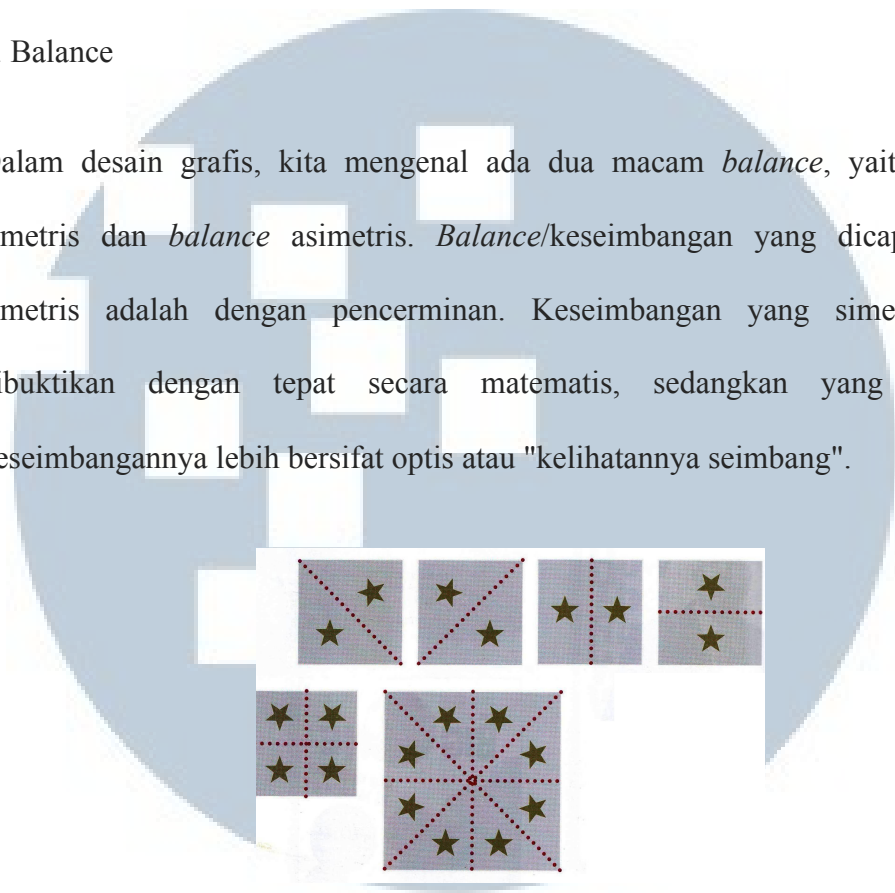 . Balance
alam desain grafis, kita mengenal ada dua macam balance, yait
metris dan balance asimetris. Balance/keseimbangan yang dicap
metris adalah dengan pencerminan. Keseimbangan yang sime
ibuktikan dengan tepat secara matematis, sedangkan yang
eseimbangannya lebih bersifat optis atau "kelihatannya seimbang".